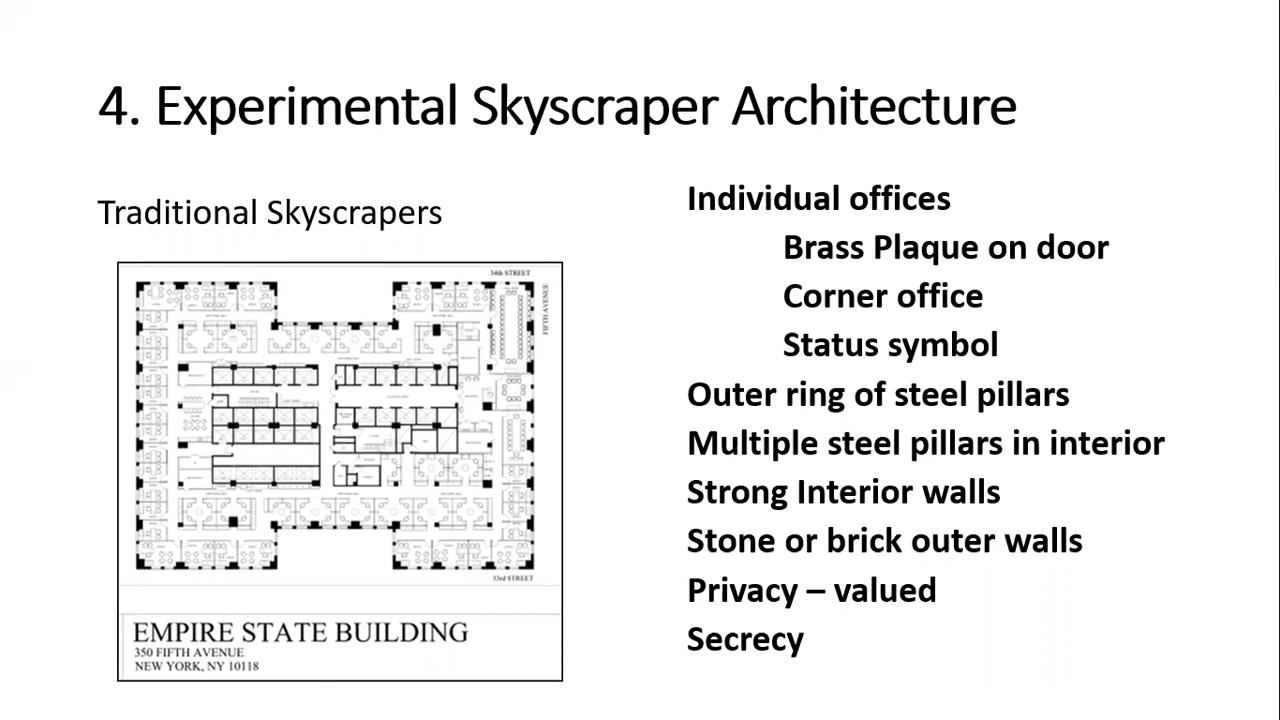 4. Experimental Skyscraper Architecture
Traditional Skyscrapers
34th STREET
FIFTH AVENUE
33rd STREET
EMPIRE STATE BUILDING
350 FIFTH AVENUE
NEW YORK, NY 10118
Individual offices
Brass Plaque on door
Corner office
Status symbol
Outer ring of steel pillars
Multiple steel pillars in interior
Strong Interior walls
Stone or brick outer walls
Privacy – valued
Secrecy